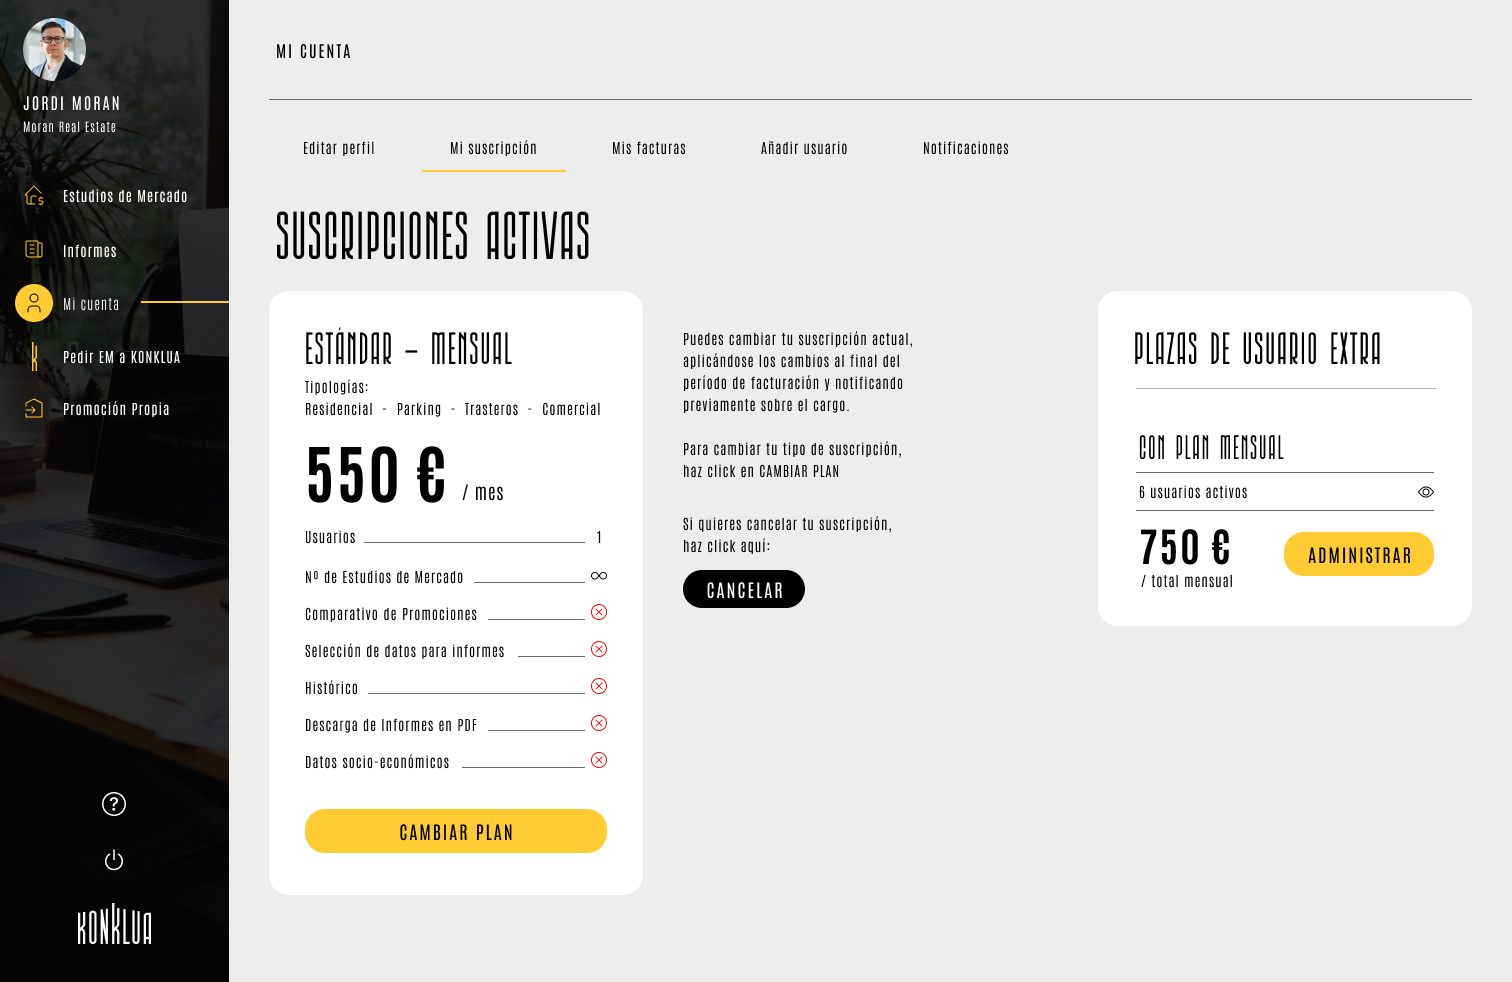 JORDI MORAN
Moran Real Estate
Estudios de Mercado
Informes
Mi cuenta
Pedir EM a KONKLUA
Promoción Propia
?
KONKLUA
MI CUENTA
Editar perfil
Mi suscripción
Mis facturas
Añadir usuario
Notificaciones
SUSCRIPCIONES ACTIVAS
ESTÁNDAR – MENSUAL
Tipologías:
Residencial - Parking - Trasteros - Comercial
550 € / mes
Usuarios 1
Nº de Estudios de Mercado ∞
Comparativo de Promociones
Selección de datos para informes
Histórico
Descarga de Informes en PDF
Datos socio-económicos
CAMBIAR PLAN
Puedes cambiar tu suscripción actual,
aplicándose los cambios al final del
período de facturación y notificando
previamente sobre el cargo.
Para cambiar tu tipo de suscripción,
haz click en CAMBIAR PLAN
Si quieres cancelar tu suscripción,
haz click aquí:
CANCELAR
PLAZAS DE USUARIO EXTRA
CON PLAN MENSUAL
6 usuarios activos
750 €
/ total mensual
ADMINISTRAR